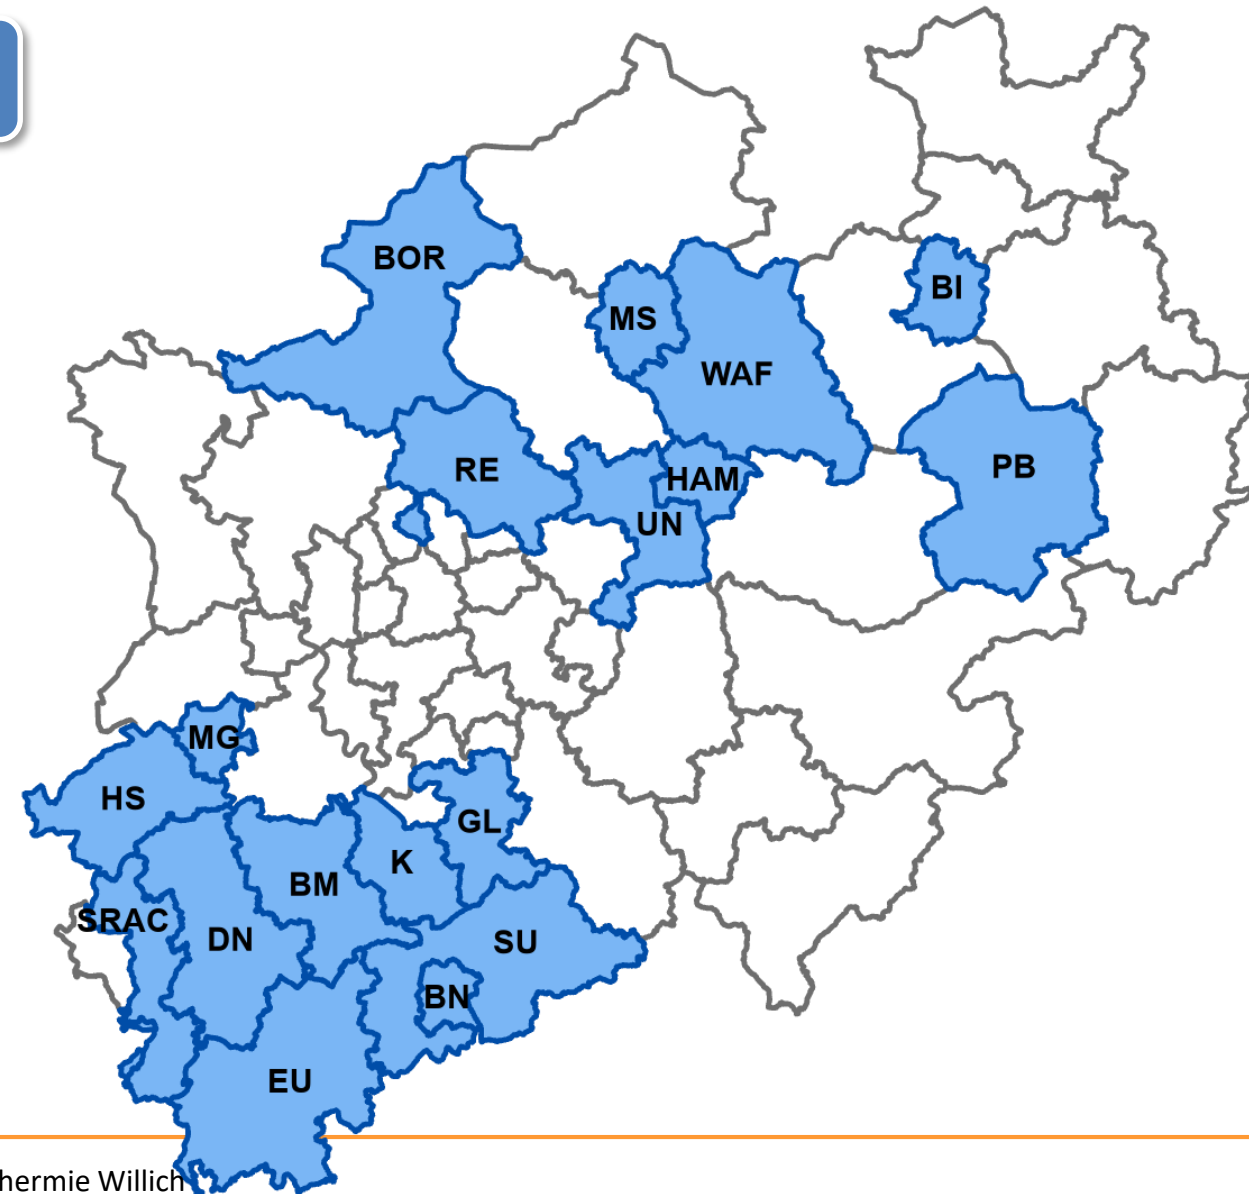 BOR
BI
MS
WAF
RE
HAM
PB
UN
MG
HS
GL
K
BM
SRAC
DN
SU
BN
EU
hermie Willich